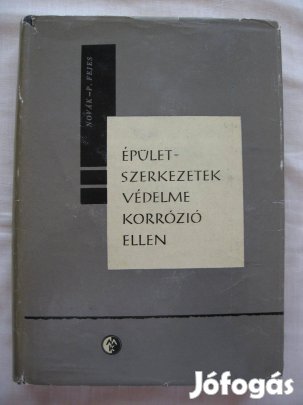 NOVÁK–P. FEJES
ÉPÜLET-
SZERKEZETEK
VÉDELME
KORRÓZIÓ
ELLEN
Jófogás